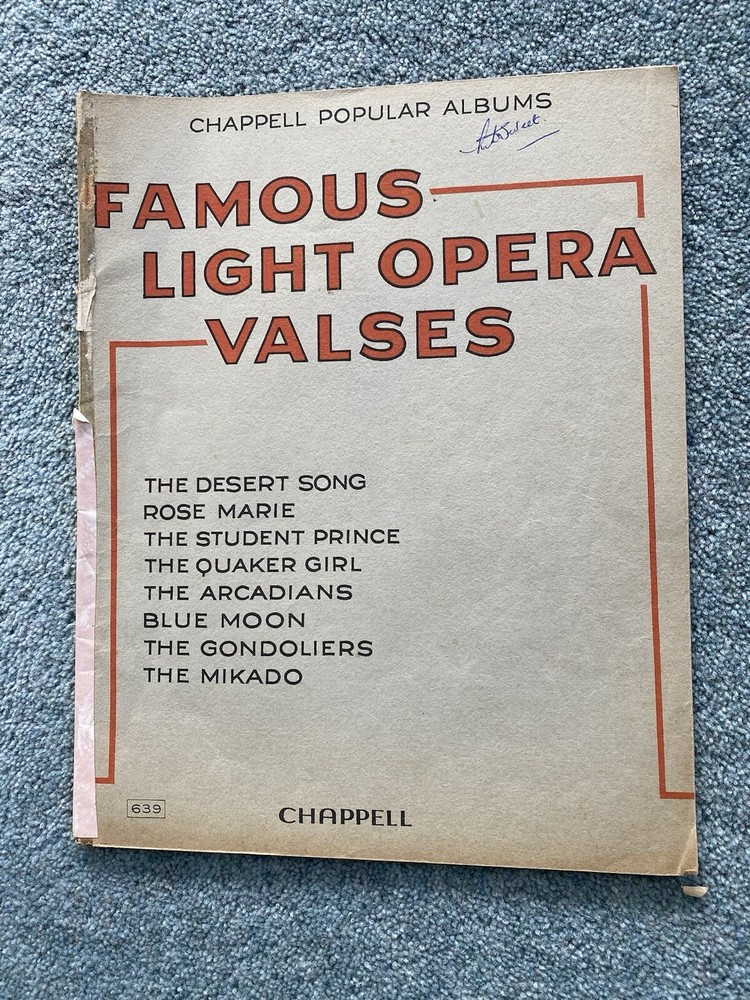 CHAPPELL POPULAR ALBUMS
FAMOUS
LIGHT OPERA
VALSES
THE DESERT SONG
ROSE MARIE
THE STUDENT PRINCE
THE QUAKER GIRL
THE ARCADIANS
BLUE MOON
THE GONDOLIERS
THE MIKADO
639
CHAPPELL